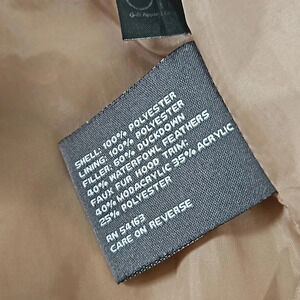 SHELL: 100% POLYESTER
LINING: 100% POLYESTER
FILLER: 60% DUCKDOWN
40% WATERFOWL FEATHERS
FAUX FUR HOOD TRIM:
40% MODACRYLIC 35% ACRYLIC
25% POLYESTER
RN 54163
CARE ON REVERSE